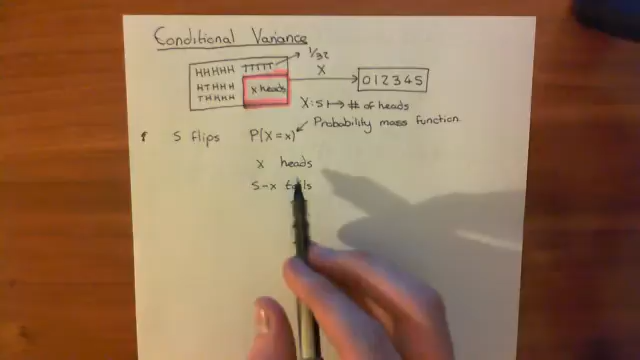 Conditional Variance
1/32
HHHHH TTTTT
X
HTHHH x heads
THHHH
0 1 2 3 4 5
X: s ↦ # of heads
5 flips P(X=x) Probability mass function.
x heads
5-x tails